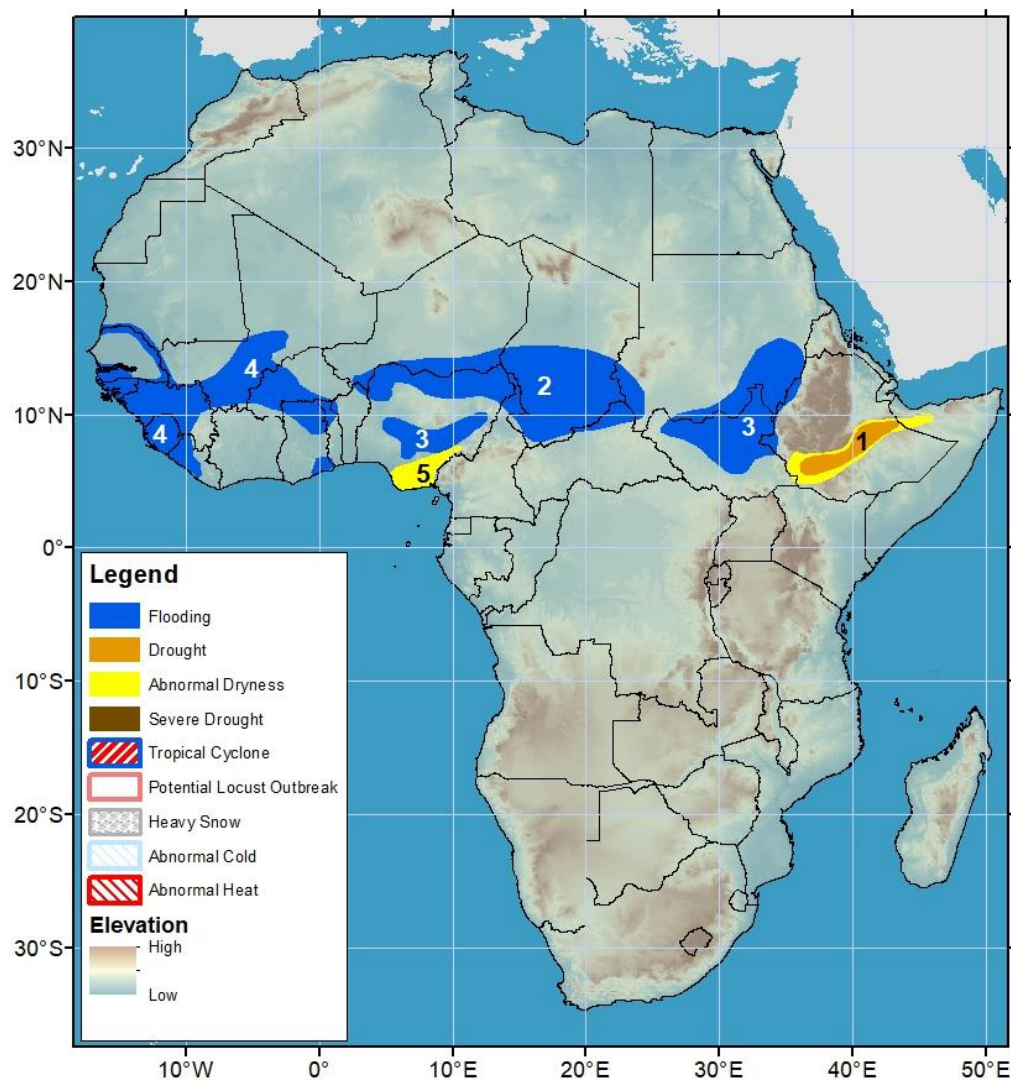 30°N
20°N
10°N
0°
10°S
20°S
30°S
4
2
4
3
3
1
5
Legend
Flooding
Drought
Abnormal Dryness
Severe Drought
Tropical Cyclone
Potential Locust Outbreak
Heavy Snow
Abnormal Cold
Abnormal Heat
Elevation
High
Low
10°W
0°
10°E
20°E
30°E
40°E
50°E